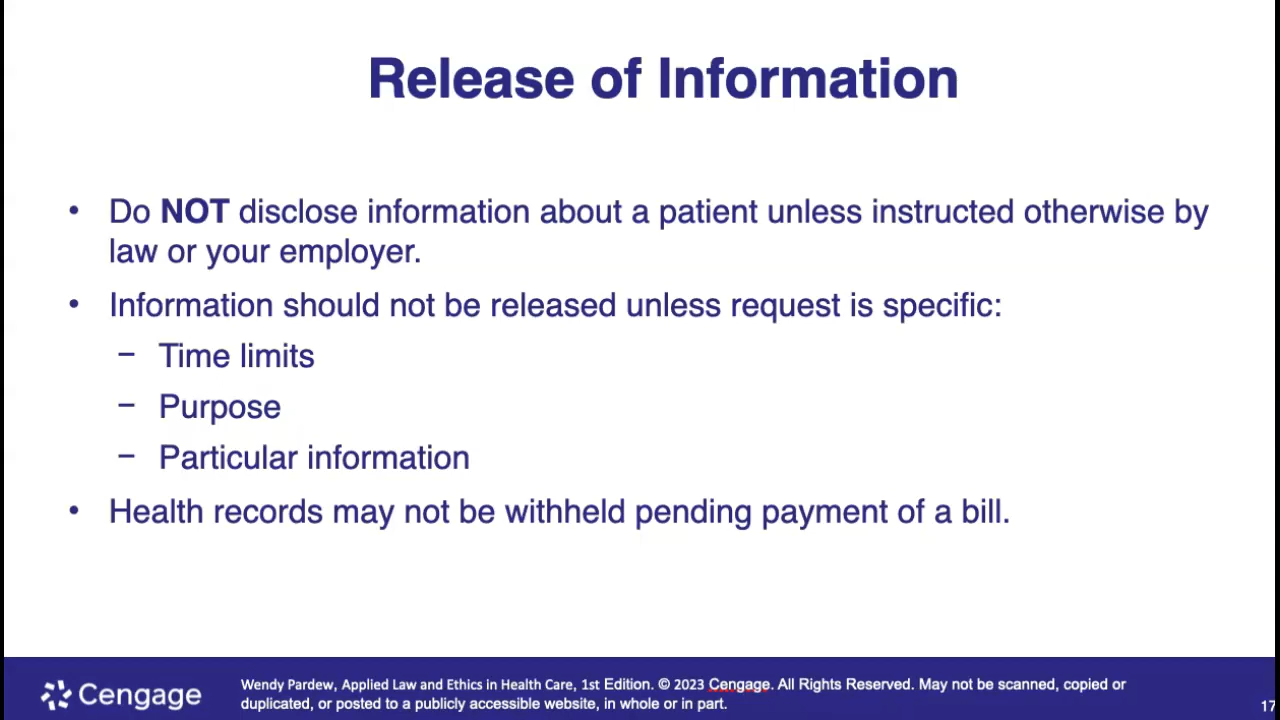 Release of Information
• Do NOT disclose information about a patient unless instructed otherwise by
law or your employer.
• Information should not be released unless request is specific:
– Time limits
– Purpose
– Particular information
• Health records may not be withheld pending payment of a bill.
Cengage
Wendy Pardew, Applied Law and Ethics in Health Care, 1st Edition. © 2023 Cengage. All Rights Reserved. May not be scanned, copied or
duplicated, or posted to a publicly accessible website, in whole or in part.
17